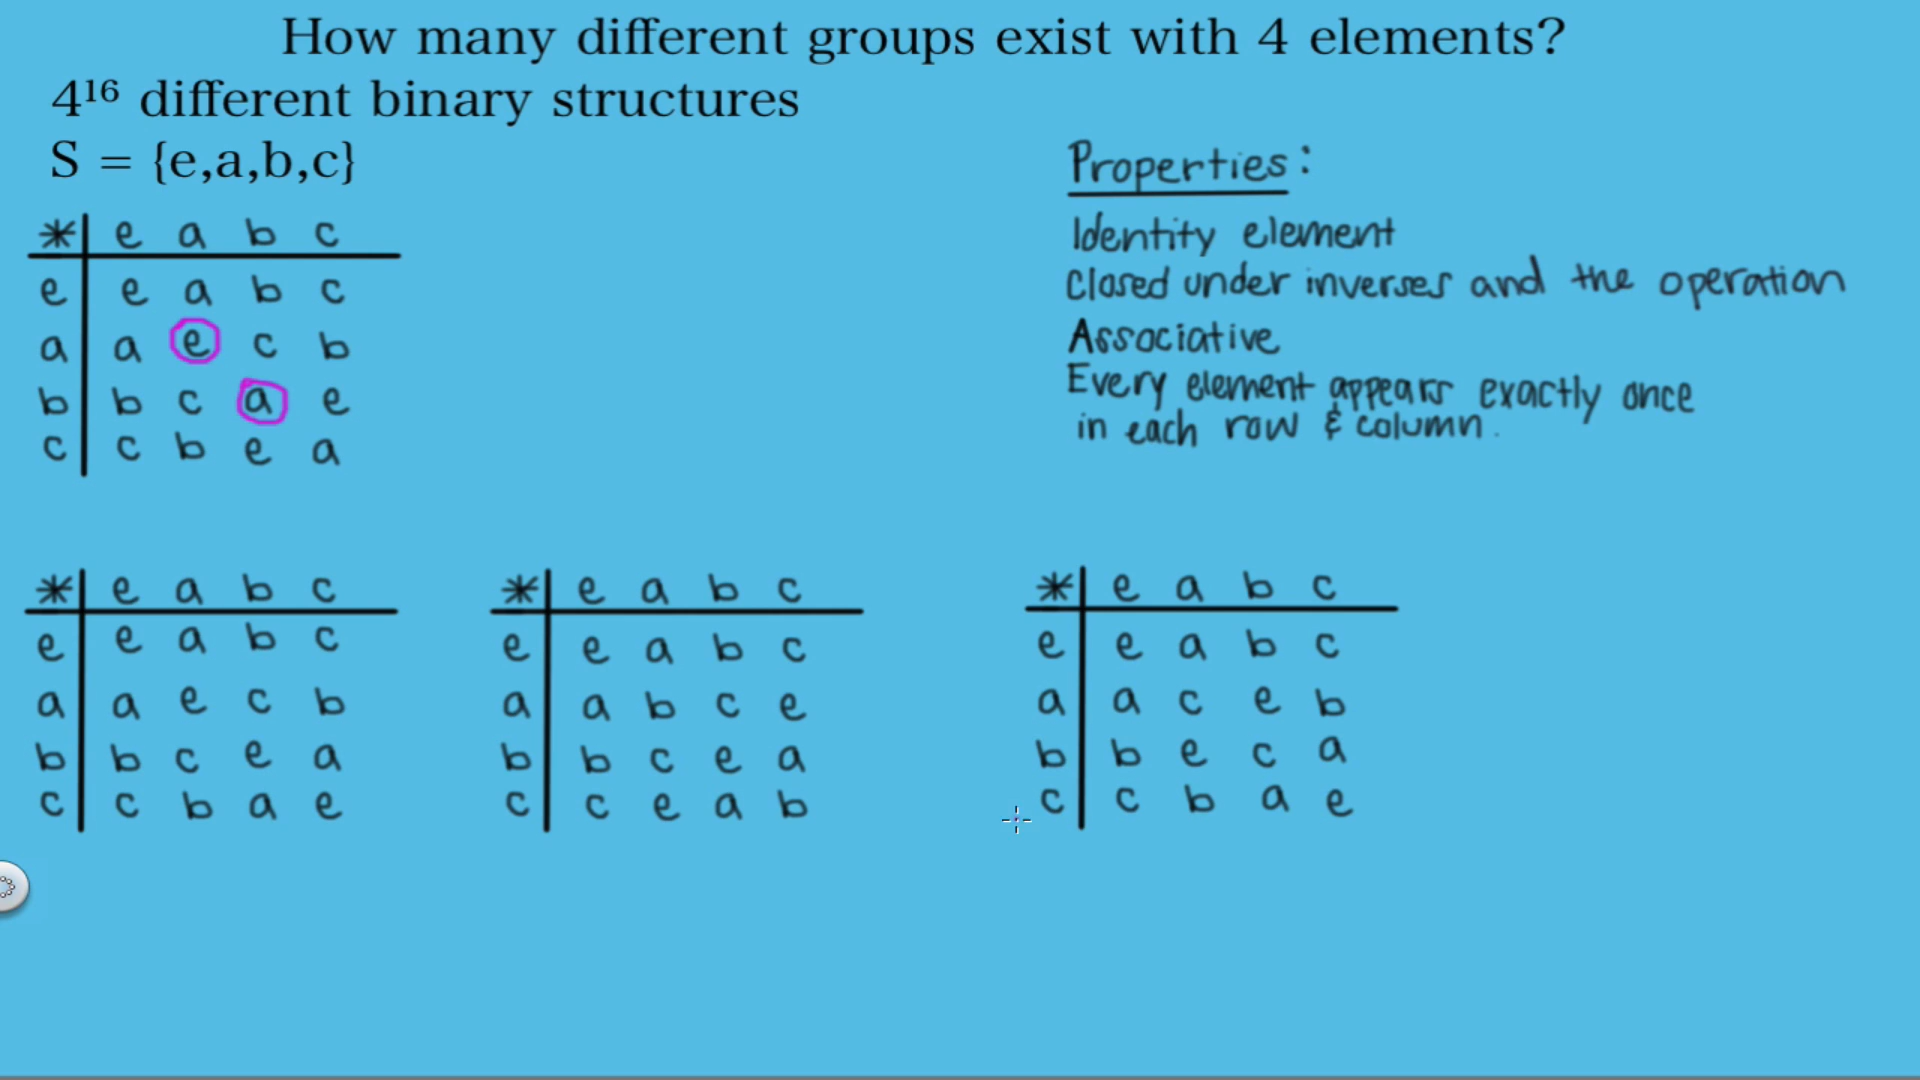 How many different groups exist with 4 elements?
4¹⁶ different binary structures
S = {e,a,b,c}
* e a b c
e e a b c
a a e c b
b b c a e
c c b e a
Properties:
Identity element
Closed under inverses and the operation
Associative
Every element appears exactly once
in each row & column.
* e a b c
e e a b c
a a e c b
b b c e a
c c b a e
* e a b c
e e a b c
a a b c e
b b c e a
c c e a b
* e a b c
e e a b c
a a c e b
b b e c a
c c b a e